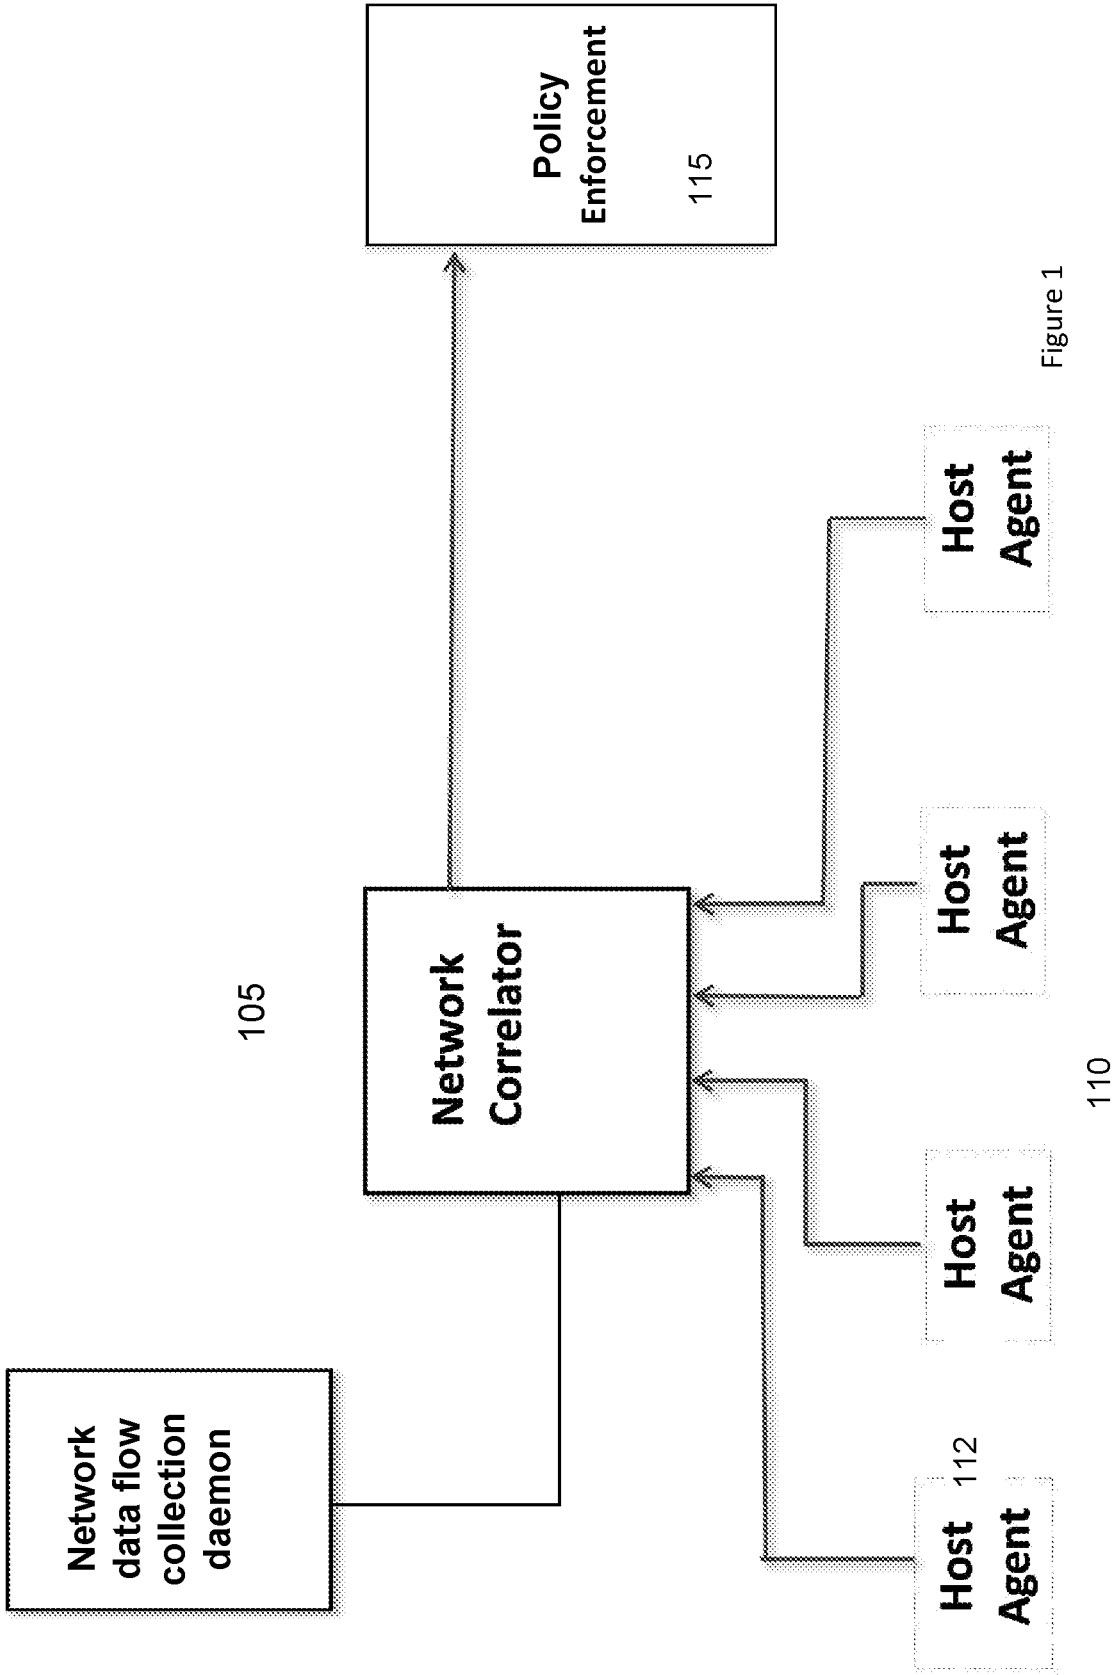 Network
data flow
collection
daemon
105
Network
Correlator
Policy
Enforcement
115
Host
Agent
112
Host
Agent
Host
Agent
Host
Agent
110
Figure 1